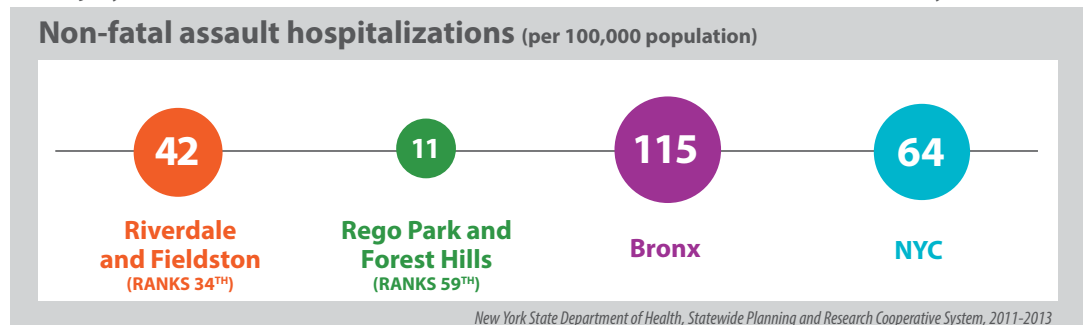 Non-fatal assault hospitalizations (per 100,000 population)
42
11
115
64
Riverdale
and Fieldston
(RANKS 34TH)
Rego Park and
Forest Hills
(RANKS 59TH)
Bronx
NYC
New York State Department of Health, Statewide Planning and Research Cooperative System, 2011-2013